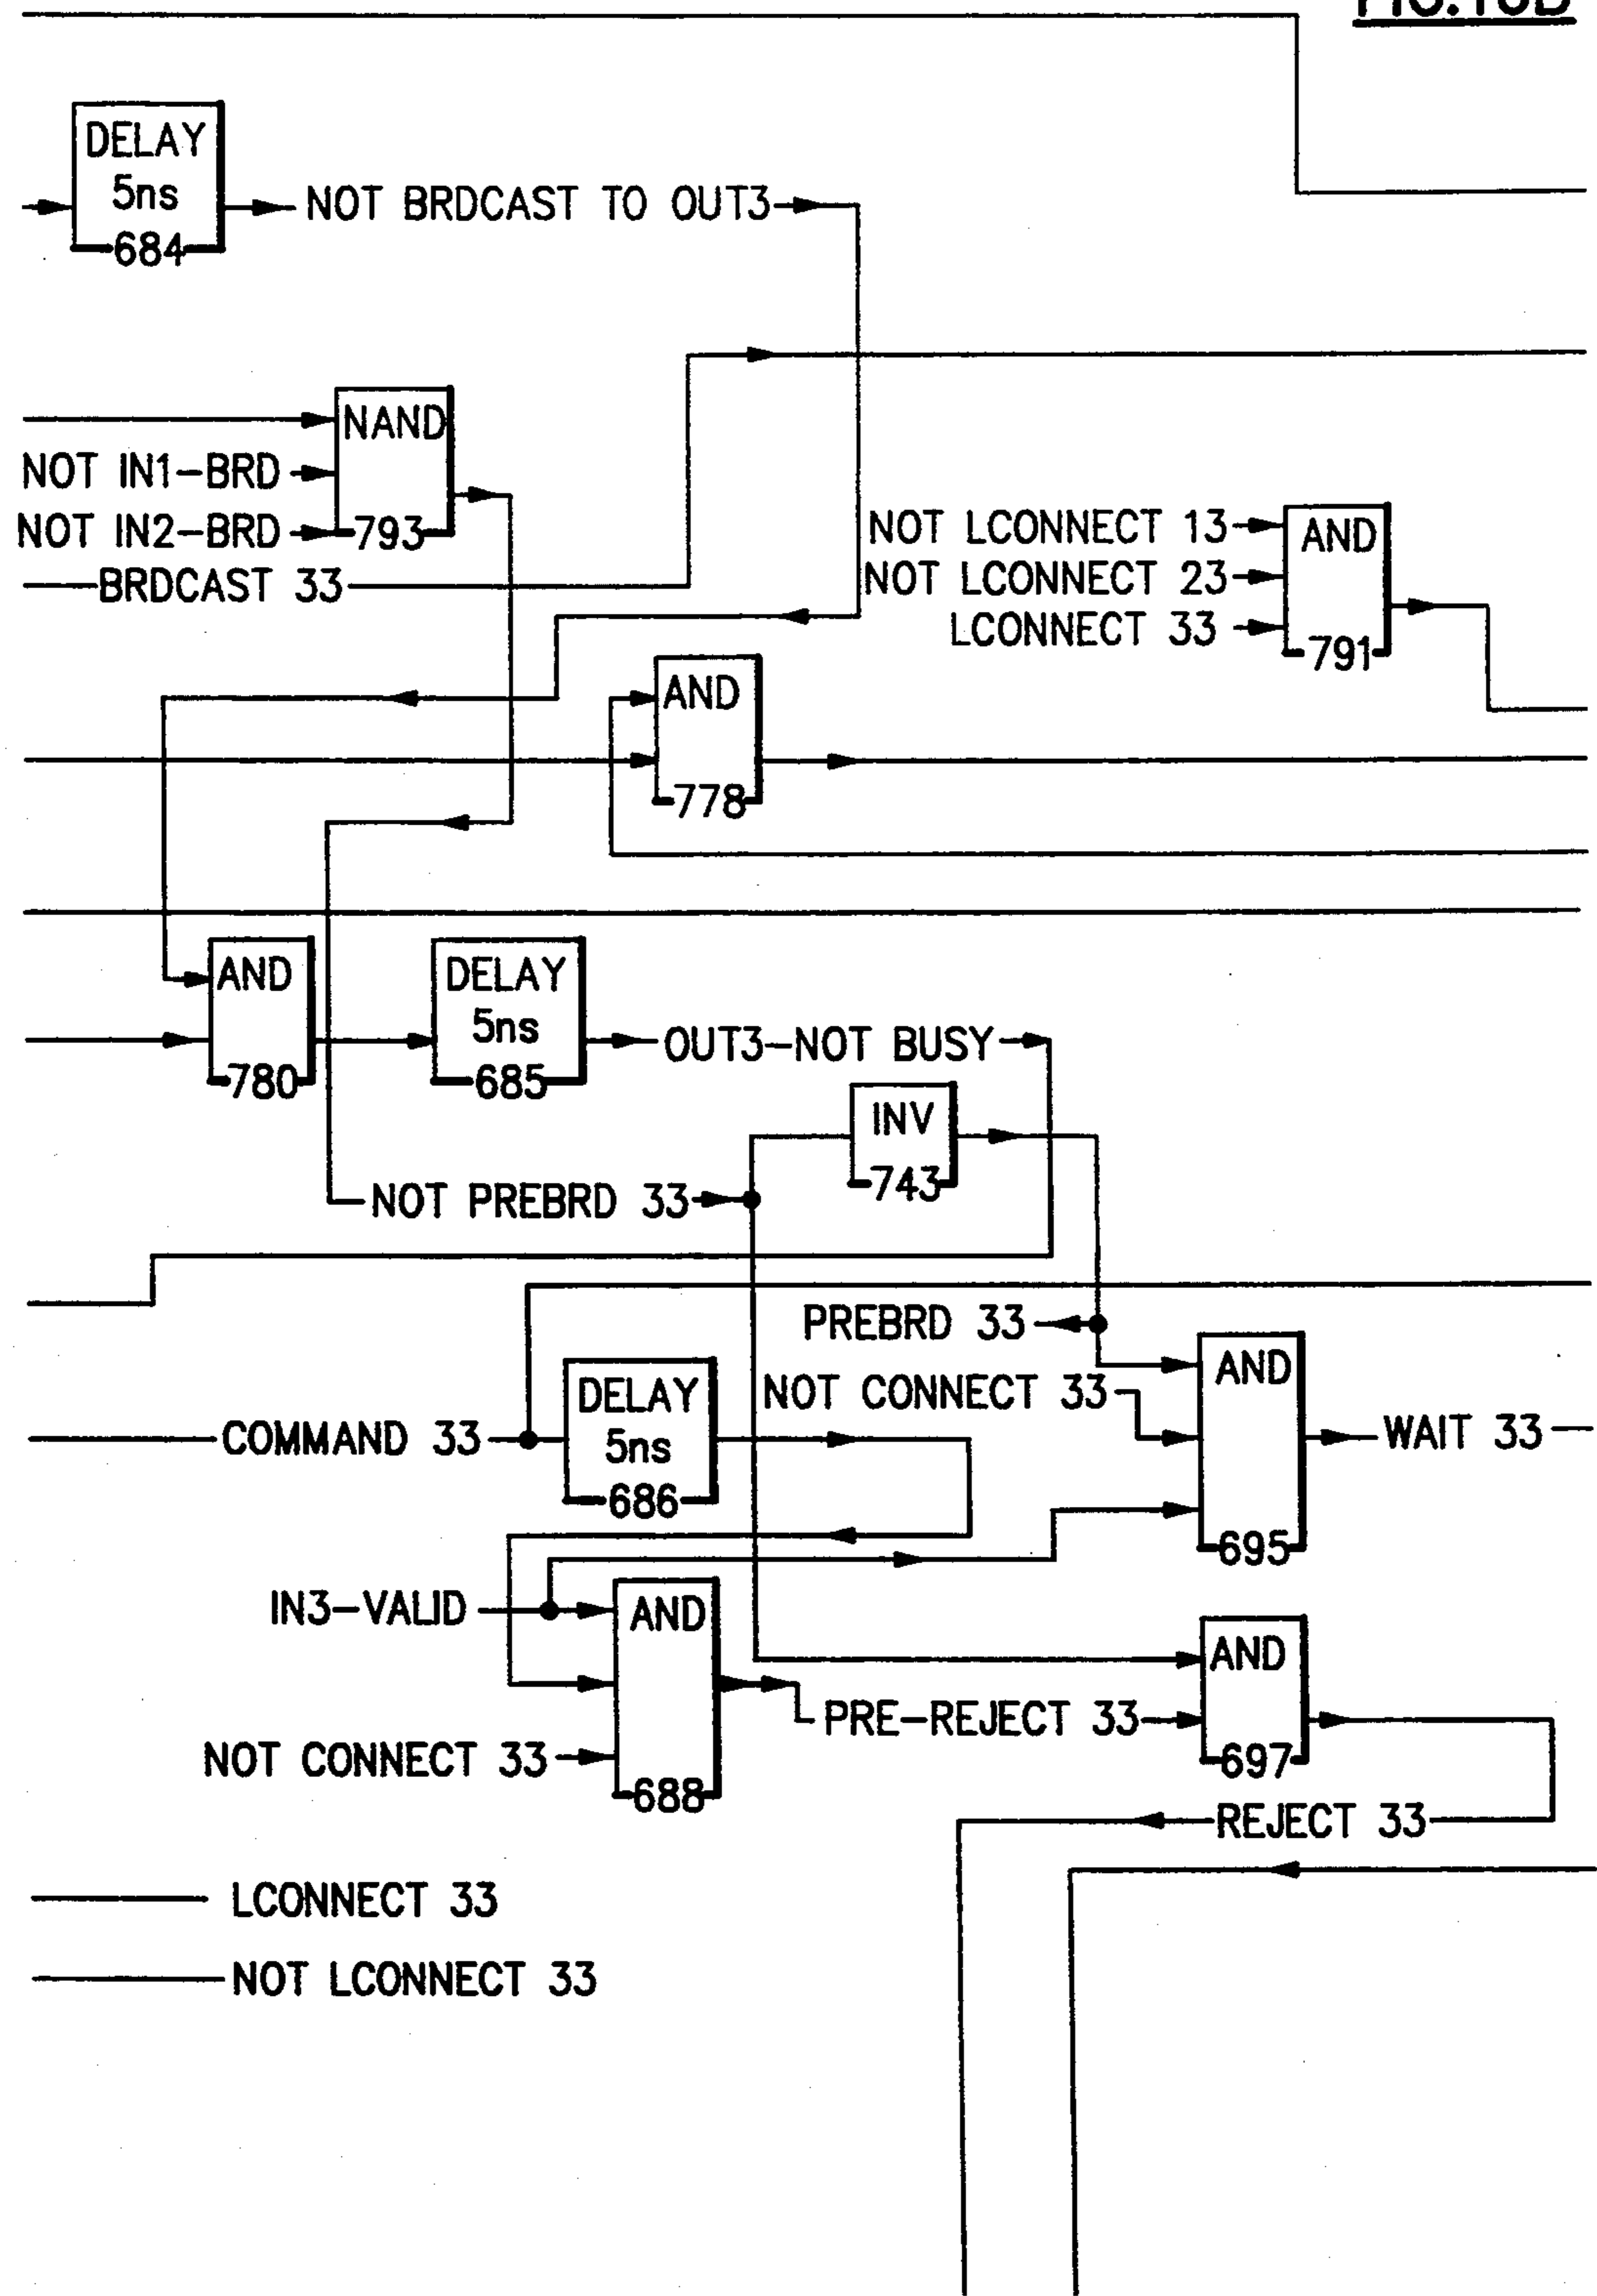 DELAY
5ns
684
NOT BRDCAST TO OUT3
NAND
793
NOT IN1-BRD
NOT IN2-BRD
BRDCAST 33
NOT LCONNECT 13
NOT LCONNECT 23
LCONNECT 33
AND
791
AND
778
AND
780
DELAY
5ns
685
OUT3-NOT BUSY
INV
743
NOT PREBRD 33
PREBRD 33
NOT CONNECT 33
AND
695
WAIT 33
COMMAND 33
DELAY
5ns
686
IN3-VALID
AND
688
NOT CONNECT 33
PRE-REJECT 33
AND
697
REJECT 33
LCONNECT 33
NOT LCONNECT 33